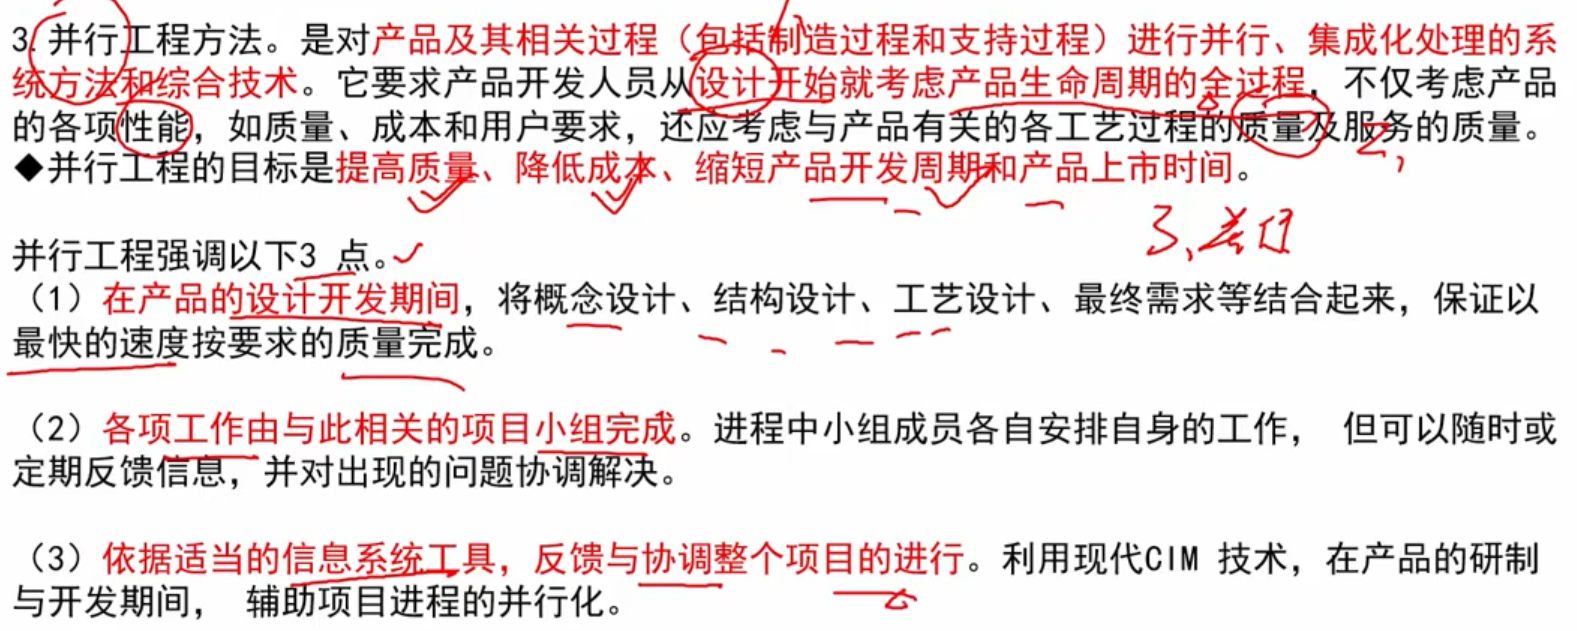 3.并行工程方法。是对产品及其相关过程（包括制造过程和支持过程）进行并行、集成化处理的系
统方法和综合技术。它要求产品开发人员从设计开始就考虑产品生命周期的全过程，不仅考虑产品
的各项性能，如质量、成本和用户要求，还应考虑与产品有关的各工艺过程的质量及服务的质量。
◆并行工程的目标是提高质量、降低成本、缩短产品开发周期和产品上市时间。
并行工程强调以下3 点。
（1）在产品的设计开发期间，将概念设计、结构设计、工艺设计、最终需求等结合起来，保证以
最快的速度按要求的质量完成。
（2）各项工作由与此相关的项目小组完成。进程中小组成员各自安排自身的工作， 但可以随时或
定期反馈信息，并对出现的问题协调解决。
（3）依据适当的信息系统工具，反馈与协调整个项目的进行。利用现代CIM 技术，在产品的研制
与开发期间， 辅助项目进程的并行化。